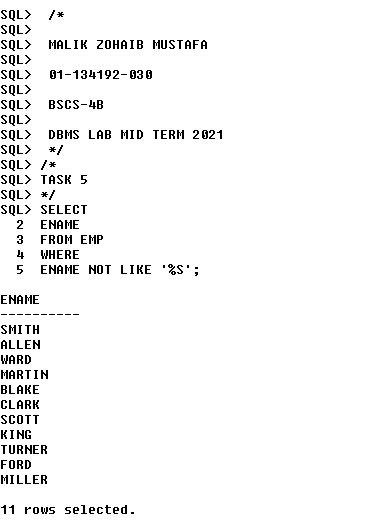 SQL> /*
SQL>
SQL> MALIK ZOHAIB MUSTAFA
SQL>
SQL> 01-134192-030
SQL>
SQL> BSCS-4B
SQL>
SQL> DBMS LAB MID TERM 2021
SQL> */
SQL> /*
SQL> TASK 5
SQL> */
SQL> SELECT
2 ENAME
3 FROM EMP
4 WHERE
5 ENAME NOT LIKE '%S';
ENAME
----------
SMITH
ALLEN
WARD
MARTIN
BLAKE
CLARK
SCOTT
KING
TURNER
FORD
MILLER
11 rows selected.